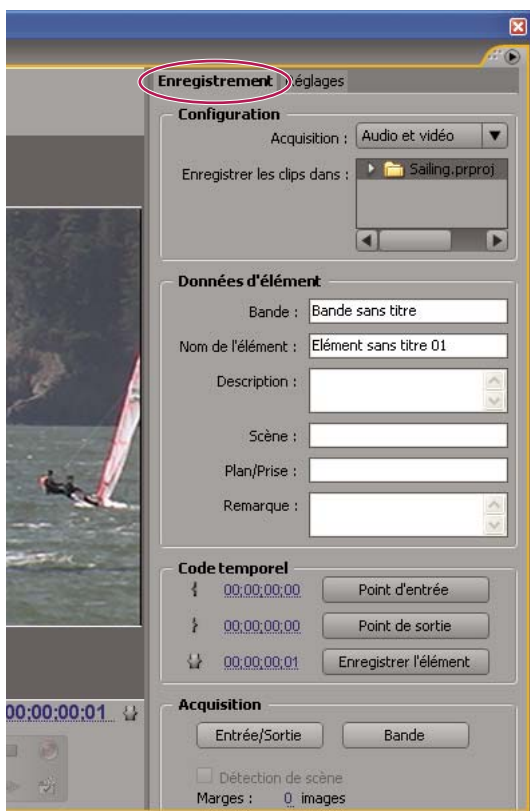 Enregistrement Réglages
Configuration
Acquisition : Audio et vidéo
Enregistrer les clips dans : Sailing.prproj
Données d'élément
Bande : Bande sans titre
Nom de l'élément : Elément sans titre 01
Description :
Scène :
Plan/Prise :
Remarque :
Code temporel
00;00;00;00 Point d'entrée
00;00;00;00 Point de sortie
00;00;00;01 Enregistrer l'élément
00:00:00:01
Acquisition
Entrée/Sortie Bande
Détection de scène
Marges : 0 images